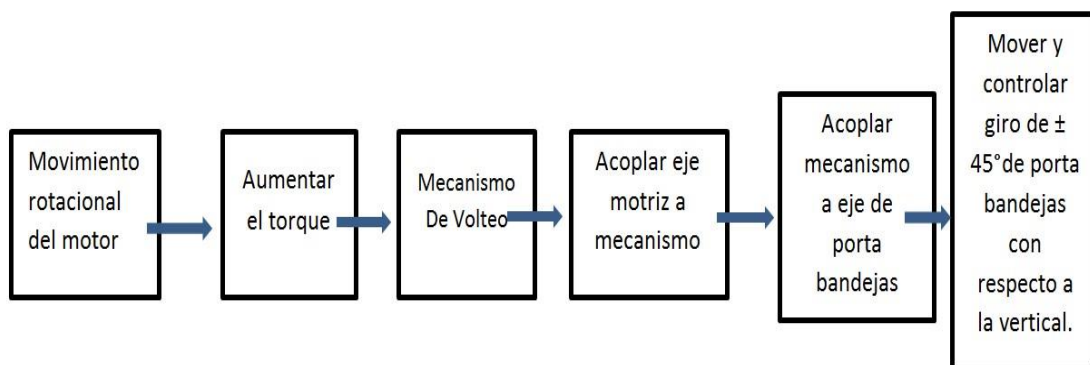 Movimiento
rotacional
del motor
Aumentar
el torque
Mecanismo
De Volteo
Acoplar eje
motriz a
mecanismo
Acoplar
mecanismo
a eje de
porta
bandejas
Mover y
controlar
giro de ±
45°de porta
bandejas
con
respecto a
la vertical.